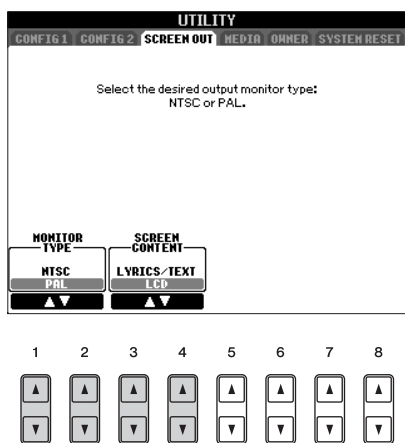 UTILITY
CONFIG 1 CONFIG 2 SCREEN OUT MEDIA OWNER SYSTEM RESET
Select the desired output monitor type:
NTSC or PAL.
MONITOR TYPE
SCREEN CONTENT
NTSC
LYRICS/TEXT
PAL
LCD
1 2 3 4 5 6 7 8